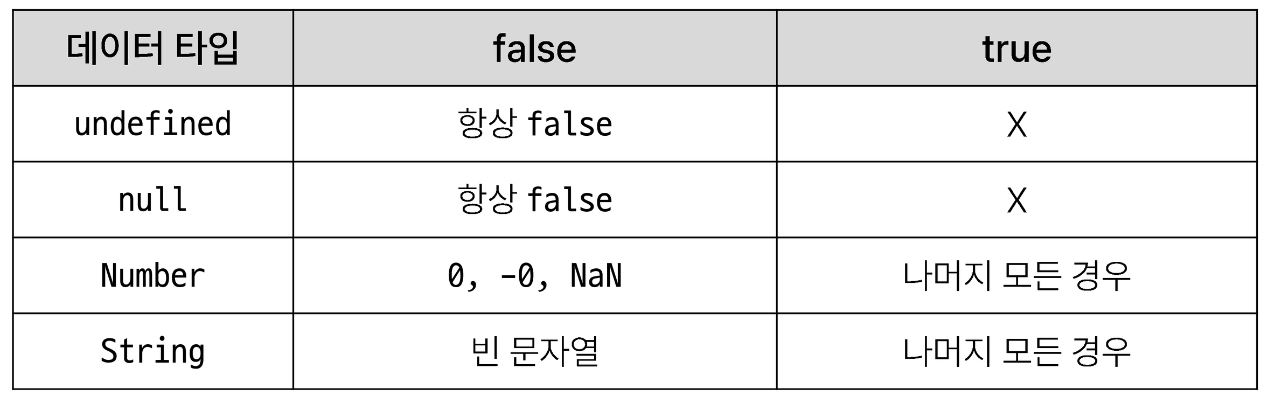 데이터 타입 false true
undefined 항상 false X
null 항상 false X
Number 0, -0, NaN 나머지 모든 경우
String 빈 문자열 나머지 모든 경우